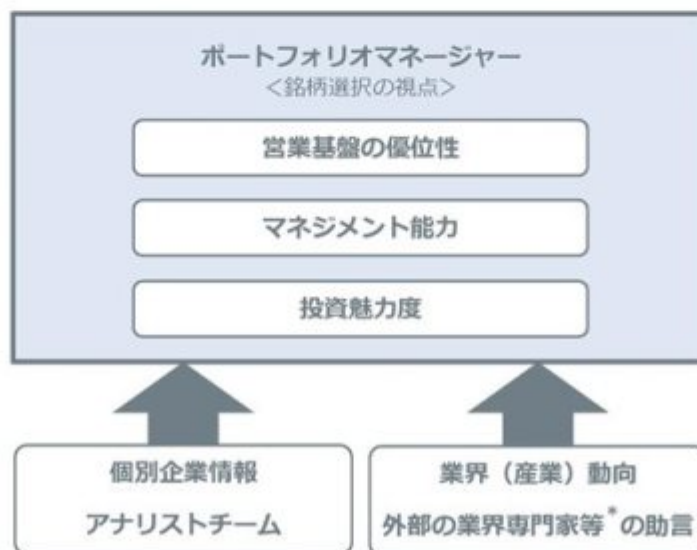 ポートフォリオマネージャー
＜銘柄選択の視点＞
営業基盤の優位性
マネジメント能力
投資魅力度
個別企業情報
アナリストチーム
業界（産業）動向
外部の業界専門家等*の助言